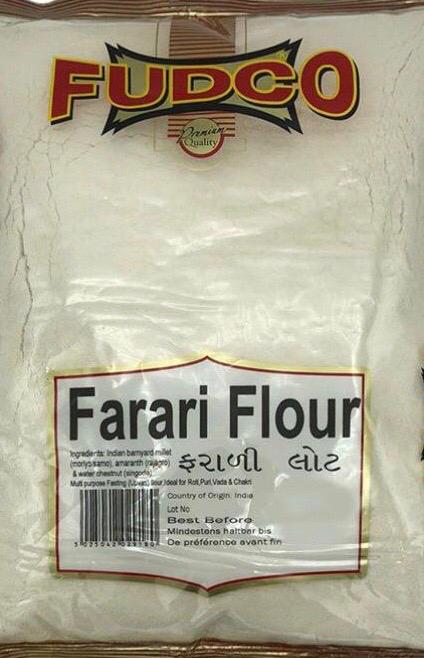 FUDCO
Premium
Quality
Farari Flour
Ingredients: Indian barnyard millet
(moriyo/samo), amaranth (rajagro)
& water chestnut (singoda)
ફરાળી લોટ
Multi purpose Fasting (Upvas) flour,Ideal for Roti,Puri,Vada & Chakri
Country of Origin: India
Lot No
Best Before
Mindestens haltbar bis
De préférence avant fin